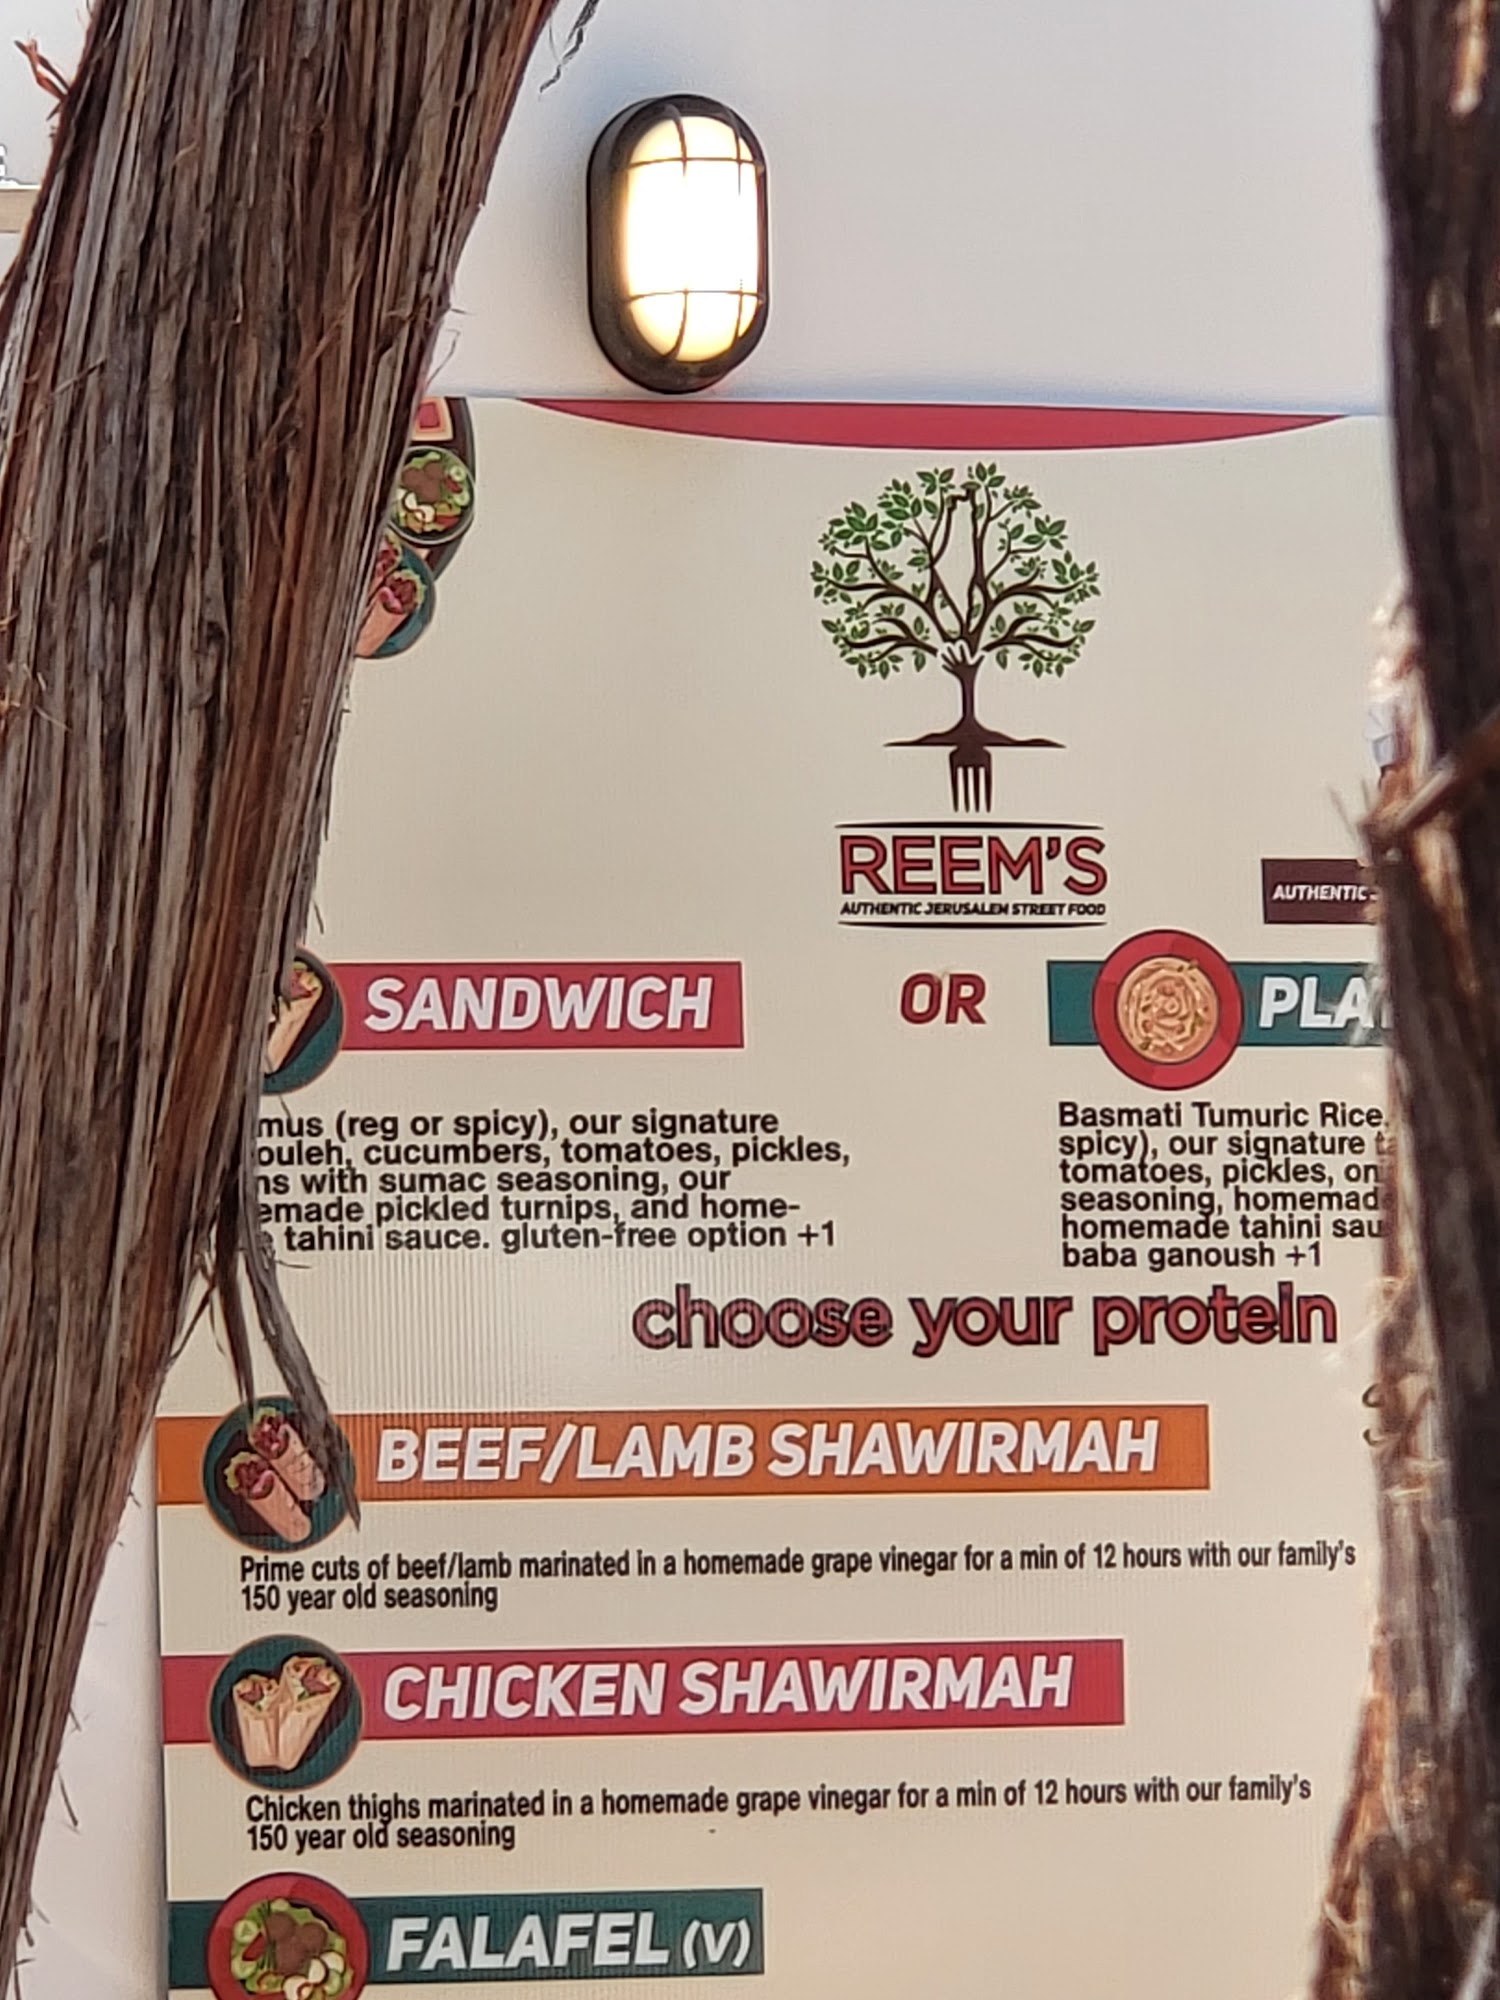 REEM'S
AUTHENTIC JERUSALEM STREET FOOD
AUTHENTIC
SANDWICH
OR
PLA
mus (reg or spicy), our signature
ouleh, cucumbers, tomatoes, pickles,
ns with sumac seasoning, our
emade pickled turnips, and home-
tahini sauce. gluten-free option +1
Basmati Tumuric Rice,
spicy), our signature ta
tomatoes, pickles, oni
seasoning, homemad
homemade tahini sau
baba ganoush +1
choose your protein
BEEF/LAMB SHAWIRMAH
Prime cuts of beef/lamb marinated in a homemade grape vinegar for a min of 12 hours with our family's
150 year old seasoning
CHICKEN SHAWIRMAH
Chicken thighs marinated in a homemade grape vinegar for a min of 12 hours with our family's
150 year old seasoning
FALAFEL (V)